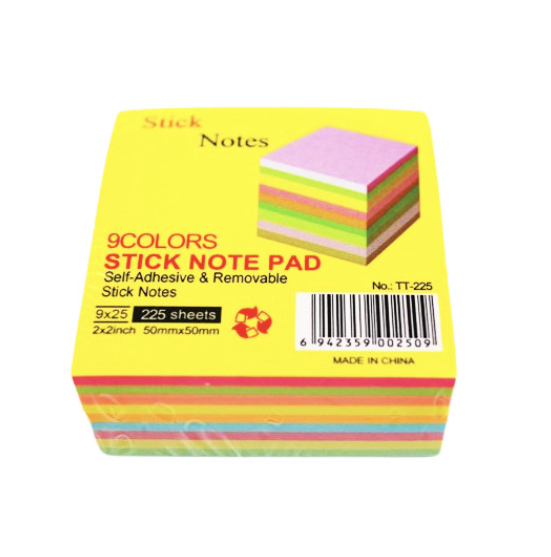 Stick
Notes
9COLORS
STICK NOTE PAD
Self-Adhesive & Removable
Stick Notes
No.: TT-225
9x25 225 sheets
2x2inch 50mmx50mm
6 942359 002509
MADE IN CHINA